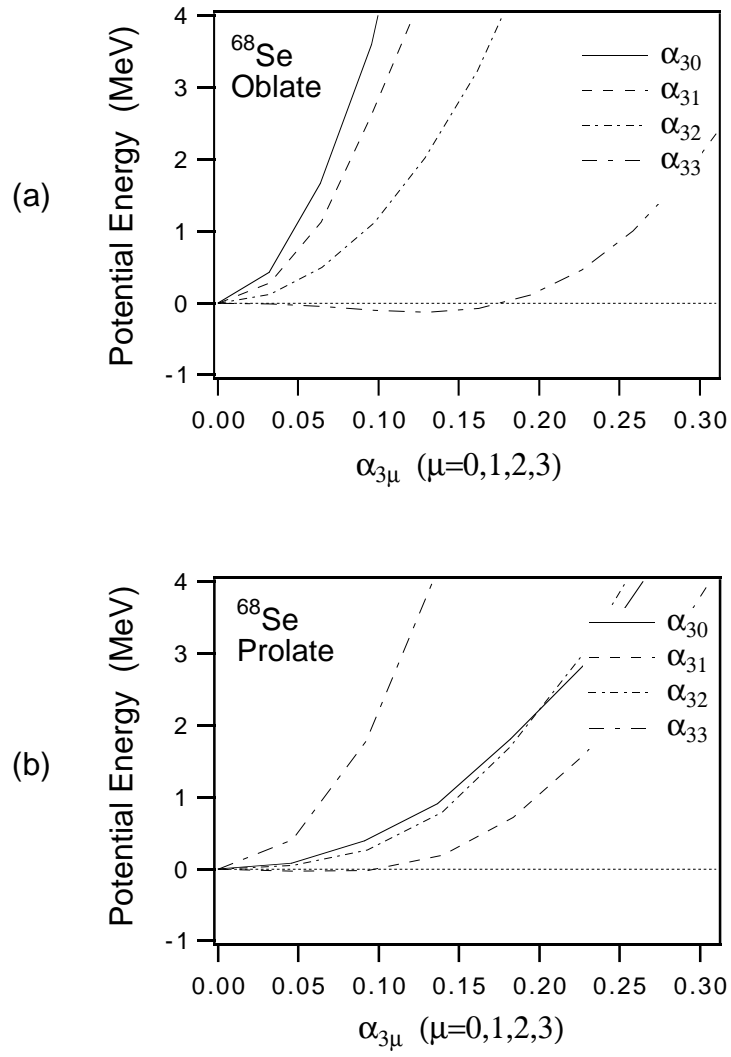 (a)
Potential Energy (MeV)
4
3
2
1
0
-1
⁶⁸Se
Oblate
α₃₀
α₃₁
α₃₂
α₃₃
0.00 0.05 0.10 0.15 0.20 0.25 0.30
α₃μ (μ=0,1,2,3)
(b)
Potential Energy (MeV)
4
3
2
1
0
-1
⁶⁸Se
Prolate
α₃₀
α₃₁
α₃₂
α₃₃
0.00 0.05 0.10 0.15 0.20 0.25 0.30
α₃μ (μ=0,1,2,3)